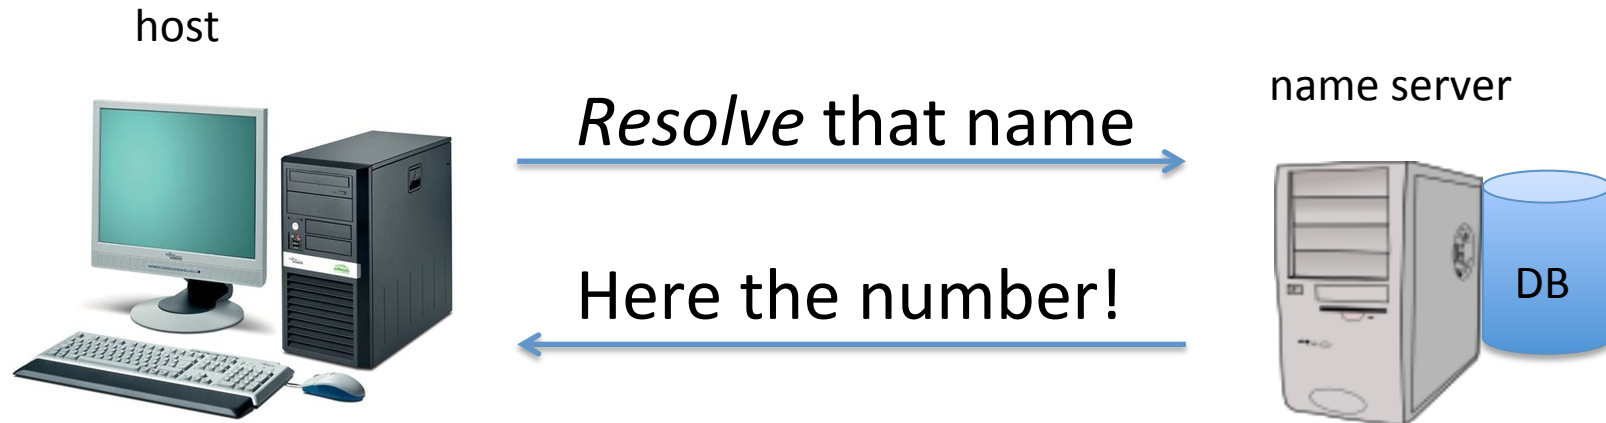 host
name server
Resolve that name
Here the number!
DB